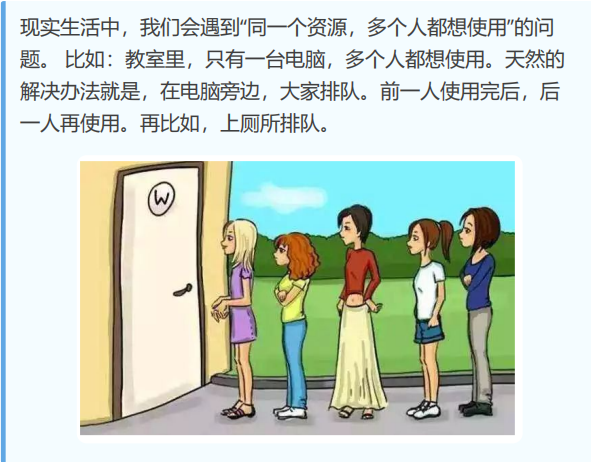 现实生活中，我们会遇到“同一个资源，多个人都想使用”的问
题。 比如：教室里，只有一台电脑，多个人都想使用。天然的
解决办法就是，在电脑旁边，大家排队。前一人使用完后，后
一人再使用。再比如，上厕所排队。
W